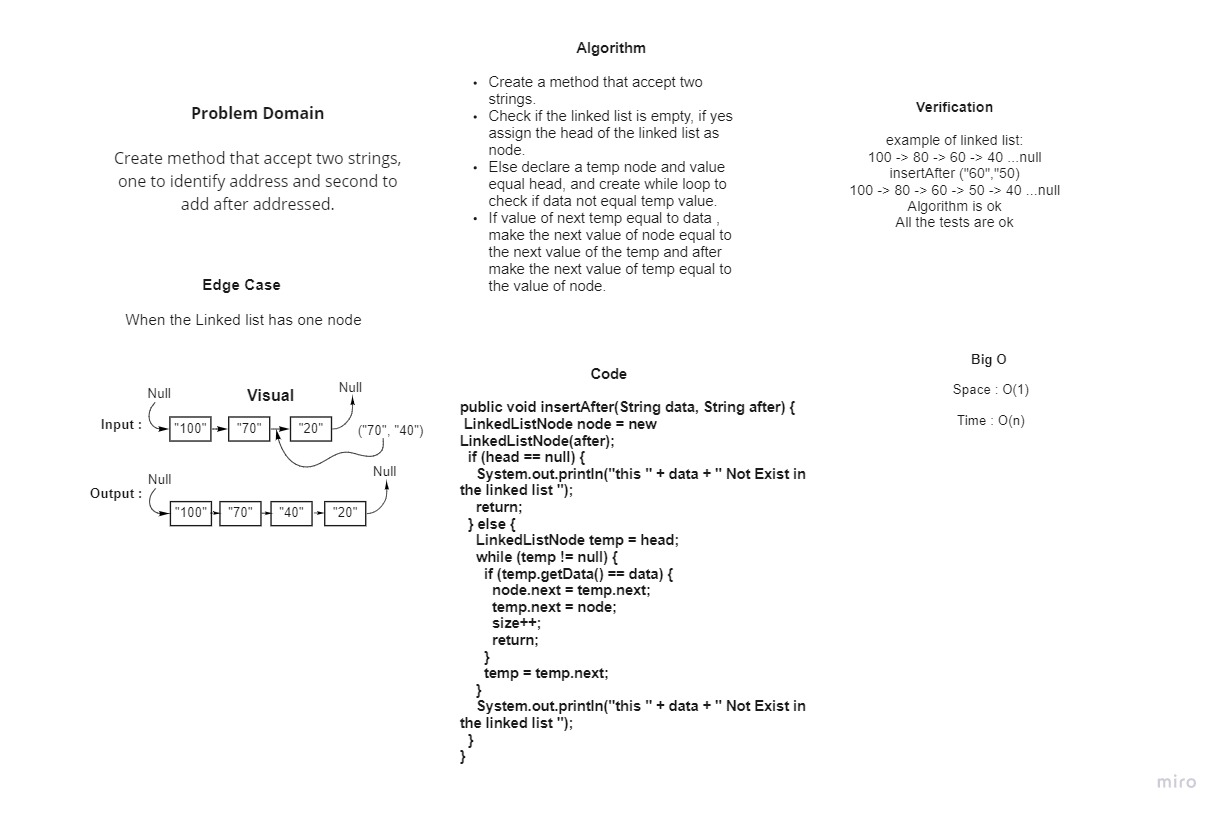 Problem Domain
Create method that accept two strings,
one to identify address and second to
add after addressed.
Edge Case
When the Linked list has one node
Visual
Null
Null
Input :
"100"
"70"
"20"
("70", "40")
Null
Null
Output :
"100"
"70"
"40"
"20"
Algorithm
• Create a method that accept two
strings.
• Check if the linked list is empty, if yes
assign the head of the linked list as
node.
• Else declare a temp node and value
equal head, and create while loop to
check if data not equal temp value.
• If value of next temp equal to data ,
make the next value of node equal to
the next value of the temp and after
make the next value of temp equal to
the value of node.
Code
public void insertAfter(String data, String after) {
LinkedListNode node = new
LinkedListNode(after);
if (head == null) {
System.out.println("this " + data + " Not Exist in
the linked list ");
return;
} else {
LinkedListNode temp = head;
while (temp != null) {
if (temp.getData() == data) {
node.next = temp.next;
temp.next = node;
size++;
return;
}
temp = temp.next;
}
System.out.println("this " + data + " Not Exist in
the linked list ");
}
}
Verification
example of linked list:
100 -> 80 -> 60 -> 40 ...null
insertAfter ("60","50)
100 -> 80 -> 60 -> 50 -> 40 ...null
Algorithm is ok
All the tests are ok
Big O
Space : O(1)
Time : O(n)
miro